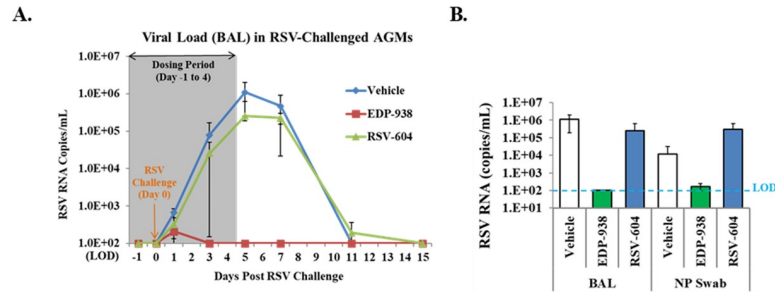 A.
Viral Load (BAL) in RSV-Challenged AGMs
1.0E+07
1.0E+06
1.0E+05
1.0E+04
1.0E+03
1.0E+02
(LOD)
RSV RNA Copies/mL
Dosing Period
(Day -1 to 4)
RSV
Challenge
(Day 0)
Vehicle
EDP-938
RSV-604
-1 0 1 2 3 4 5 6 7 8 9 10 11 12 13 14 15
Days Post RSV Challenge
B.
1.E+07
1.E+06
1.E+05
1.E+04
1.E+03
1.E+02
1.E+01
RSV RNA (copies/mL)
LOD
Vehicle
EDP-938
RSV-604
Vehicle
EDP-938
RSV-604
BAL NP Swab